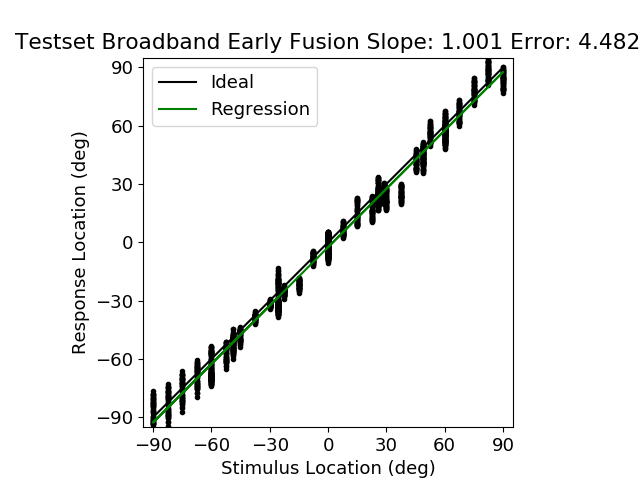 Testset Broadband Early Fusion Slope: 1.001 Error: 4.482
Ideal
Regression
Response Location (deg)
90
60
30
0
−30
−60
−90
−90 −60 −30 0 30 60 90
Stimulus Location (deg)